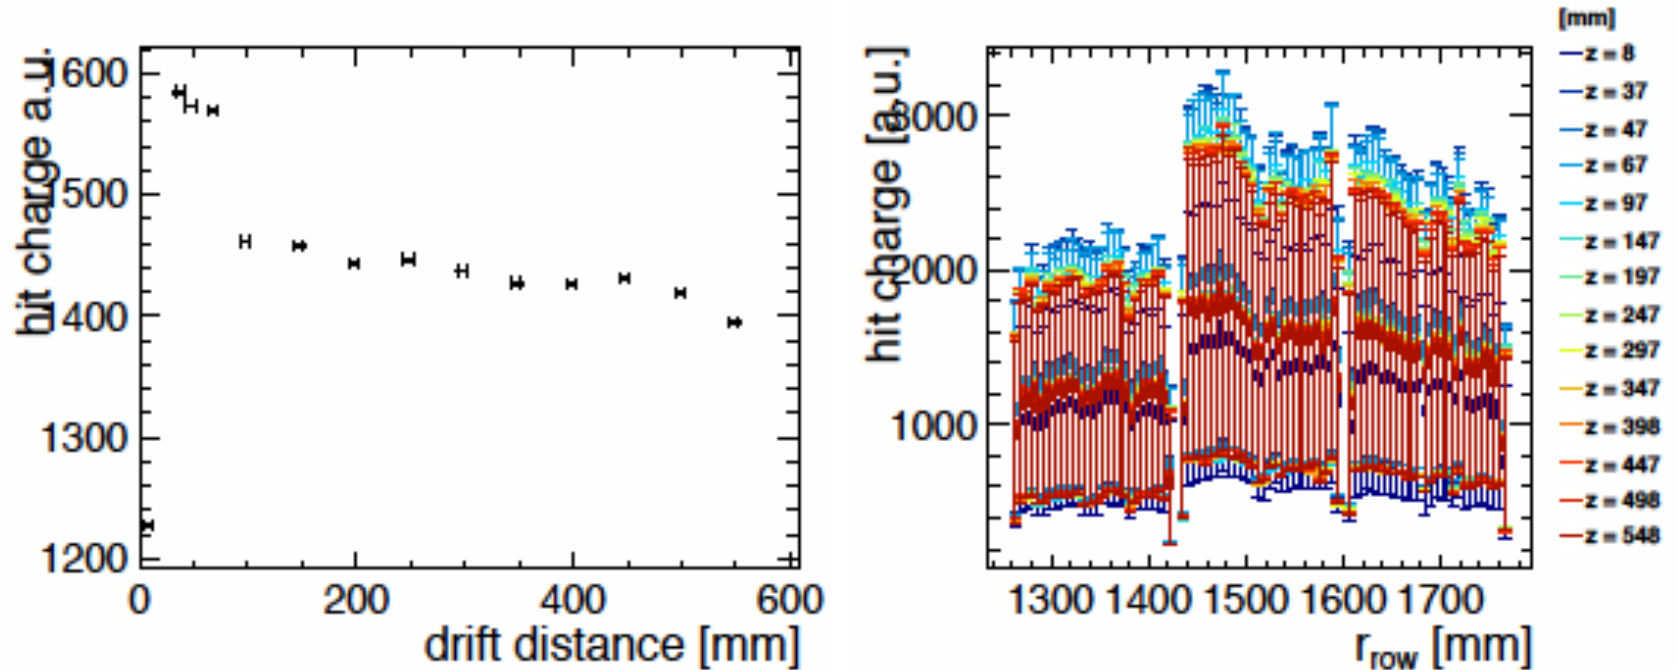 hit charge a.u.
1600
1500
1400
1300
1200
0 200 400 600
drift distance [mm]
hit charge [a.u.]
3000
2000
1000
1300 1400 1500 1600 1700
r_row [mm]
[mm]
z = 8
z = 37
z = 47
z = 67
z = 97
z = 147
z = 197
z = 247
z = 297
z = 347
z = 398
z = 447
z = 498
z = 548